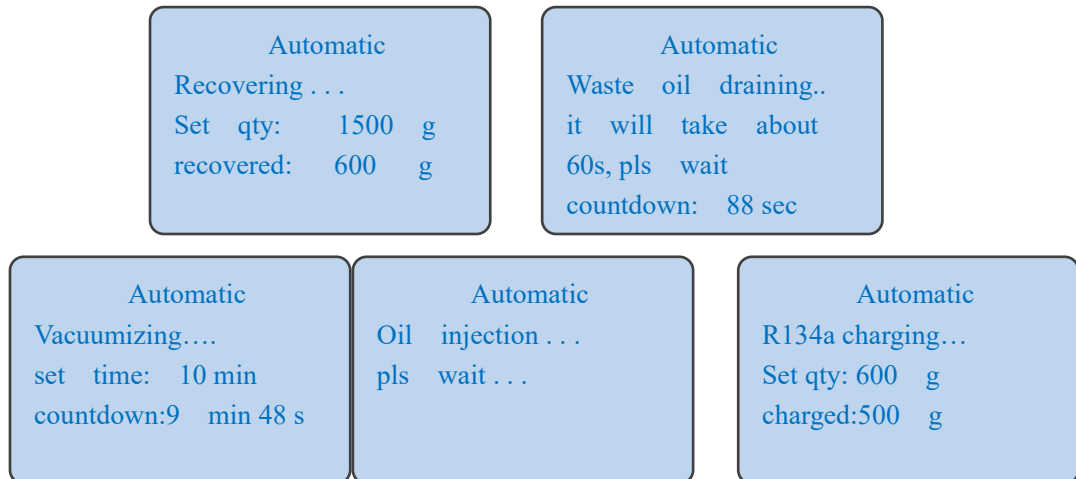 Automatic
Recovering . . .
Set qty: 1500 g
recovered: 600 g
Automatic
Waste oil draining..
it will take about
60s, pls wait
countdown: 88 sec
Automatic
Vacuumizing….
set time: 10 min
countdown:9 min 48 s
Automatic
Oil injection . . .
pls wait . . .
Automatic
R134a charging…
Set qty: 600 g
charged:500 g